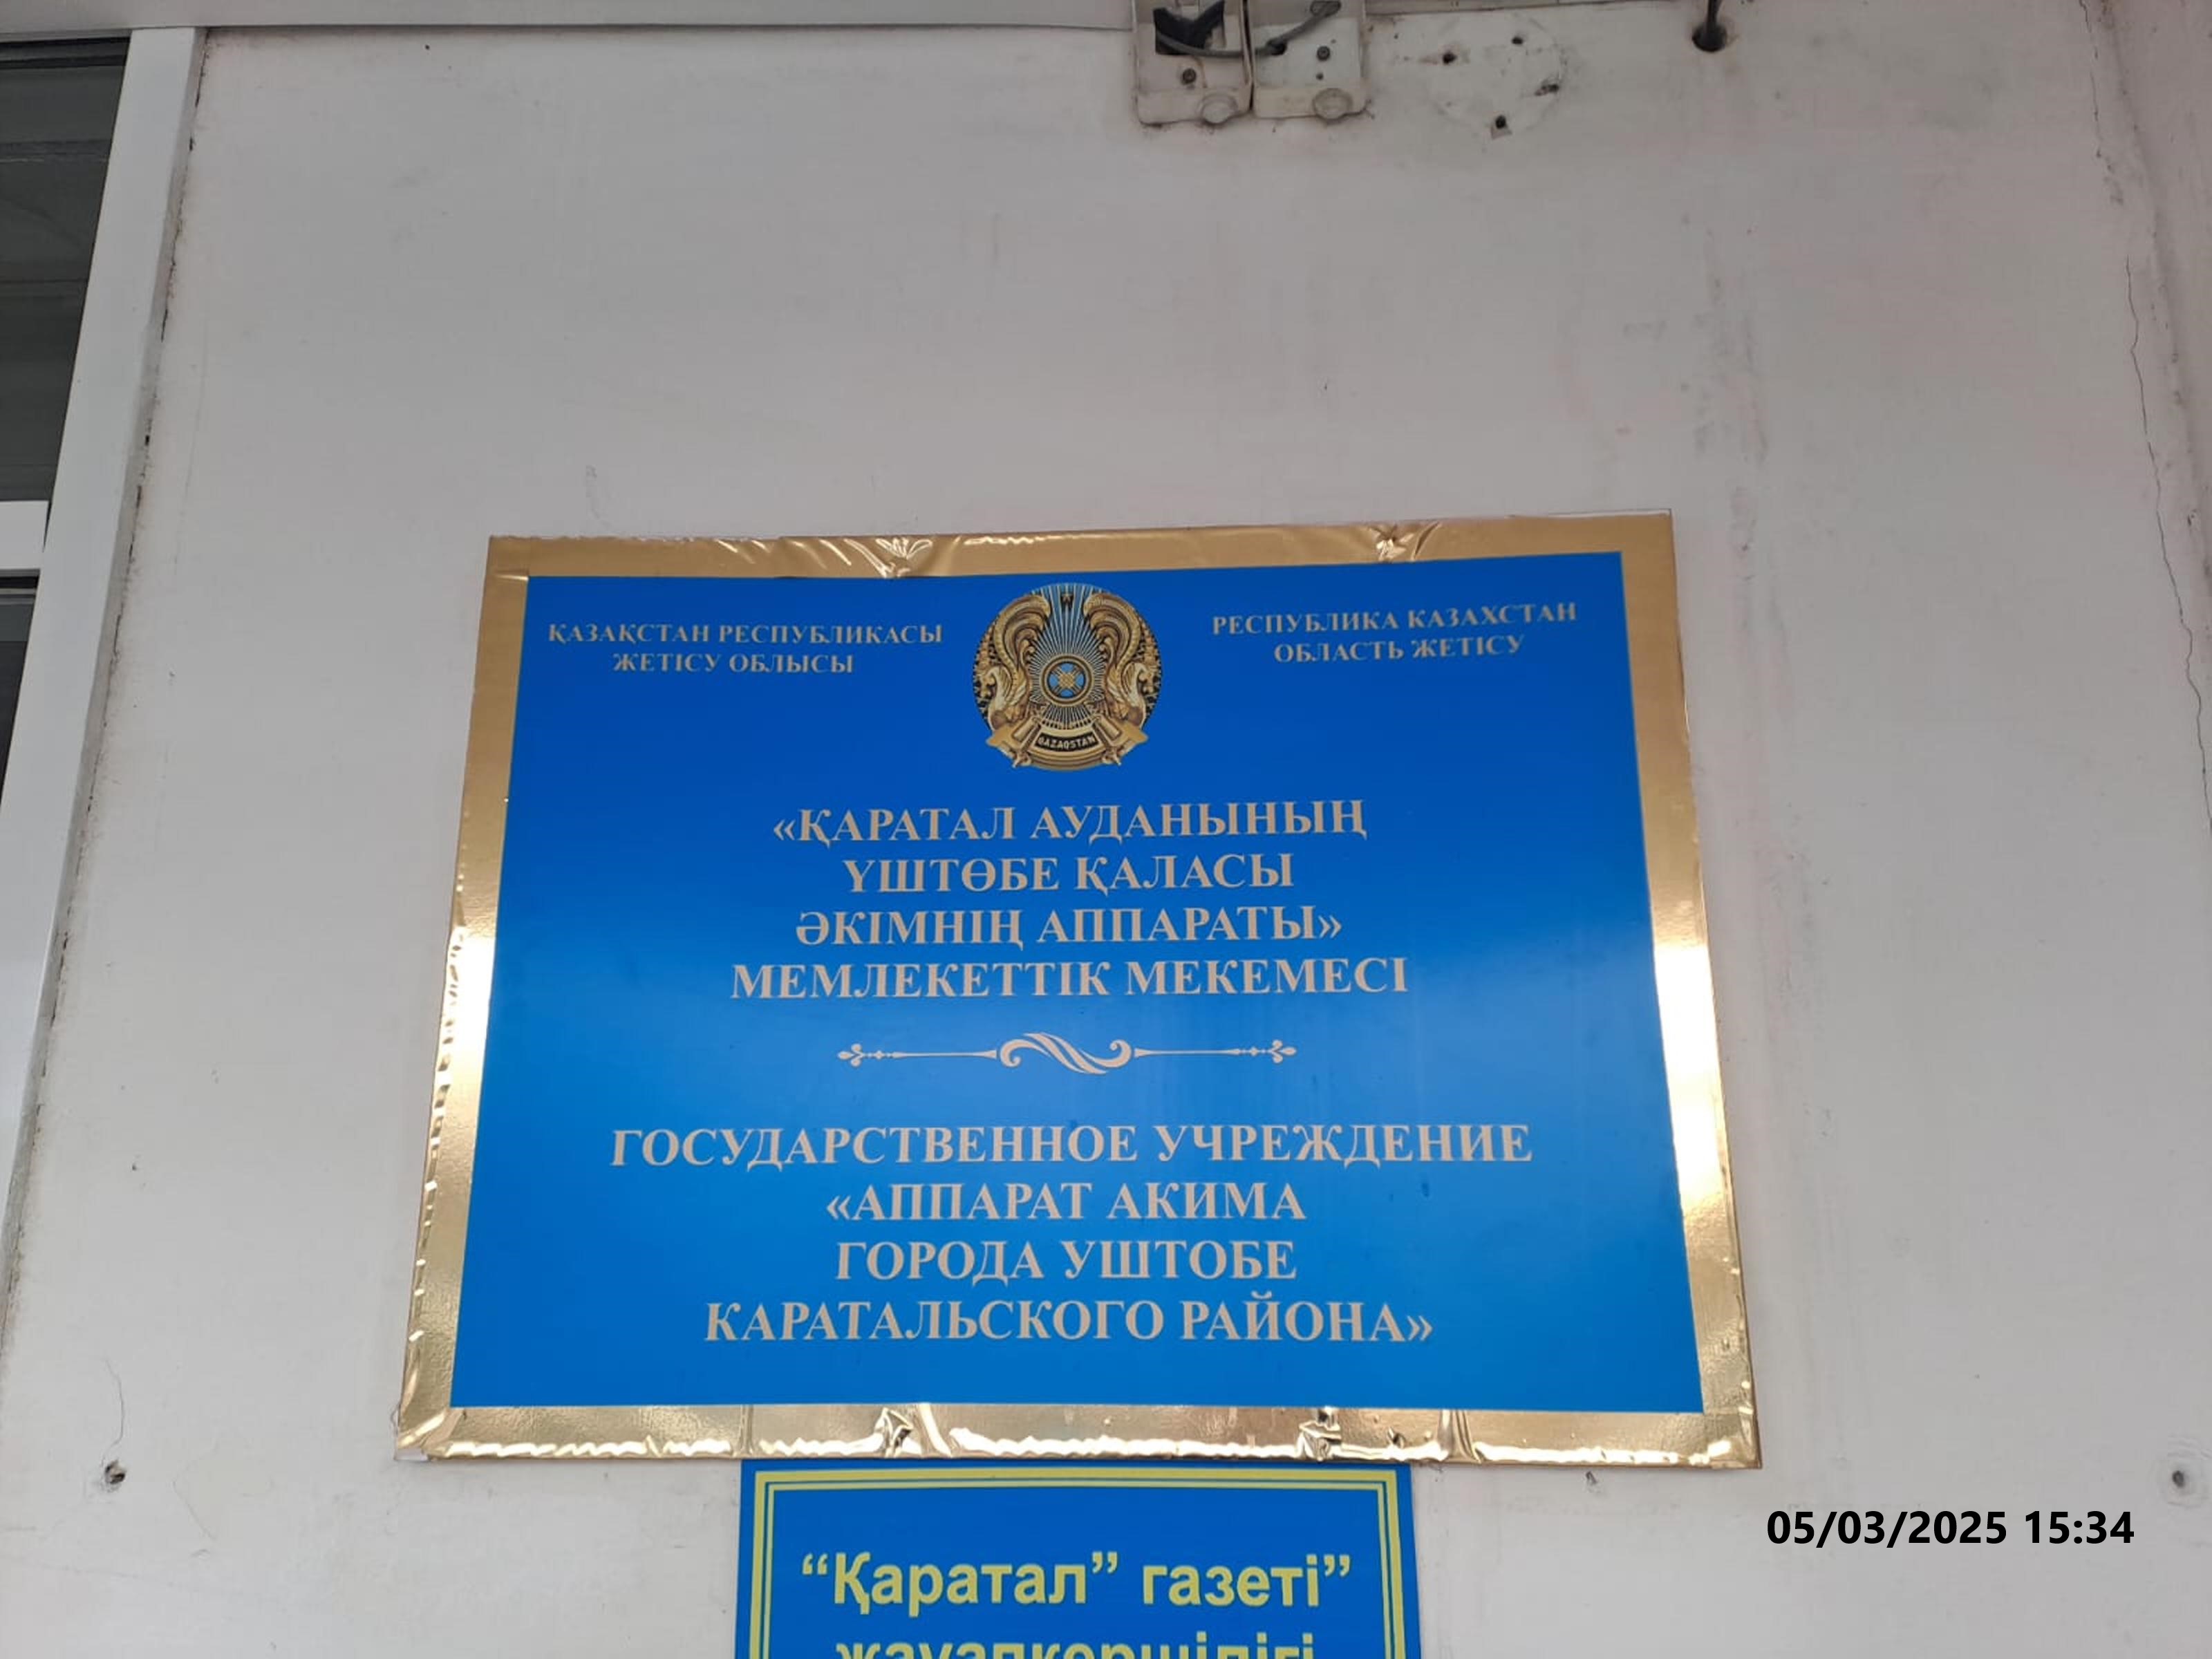 ҚАЗАҚСТАН РЕСПУБЛИКАСЫ
ЖЕТІСУ ОБЛЫСЫ
РЕСПУБЛИКА КАЗАХСТАН
ОБЛАСТЬ ЖЕТІСУ
QAZAQSTAN
«ҚАРАТАЛ АУДАНЫНЫҢ
ҮШТӨБЕ ҚАЛАСЫ
ӘКІМНІҢ АППАРАТЫ»
МЕМЛЕКЕТТІК МЕКЕМЕСІ
ГОСУДАРСТВЕННОЕ УЧРЕЖДЕНИЕ
«АППАРАТ АКИМА
ГОРОДА УШТОБЕ
КАРАТАЛЬСКОГО РАЙОНА»
05/03/2025 15:34
“Қаратал” газеті”
жауапкершілігі